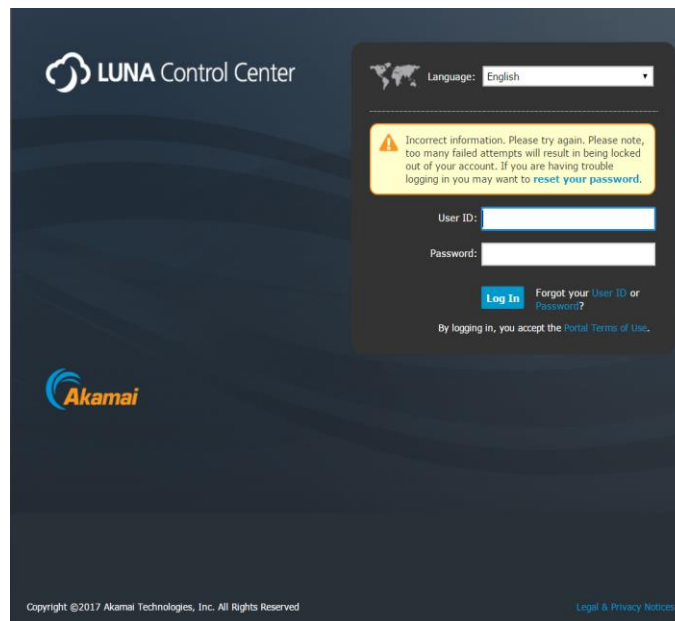 LUNA Control Center
Language: English
Incorrect information. Please try again. Please note,
too many failed attempts will result in being locked
out of your account. If you are having trouble
logging in you may want to reset your password.
User ID:
Password:
Log In
Forgot your User ID or
Password?
By logging in, you accept the Portal Terms of Use.
Akamai
Copyright ©2017 Akamai Technologies, Inc. All Rights Reserved
Legal & Privacy Notices